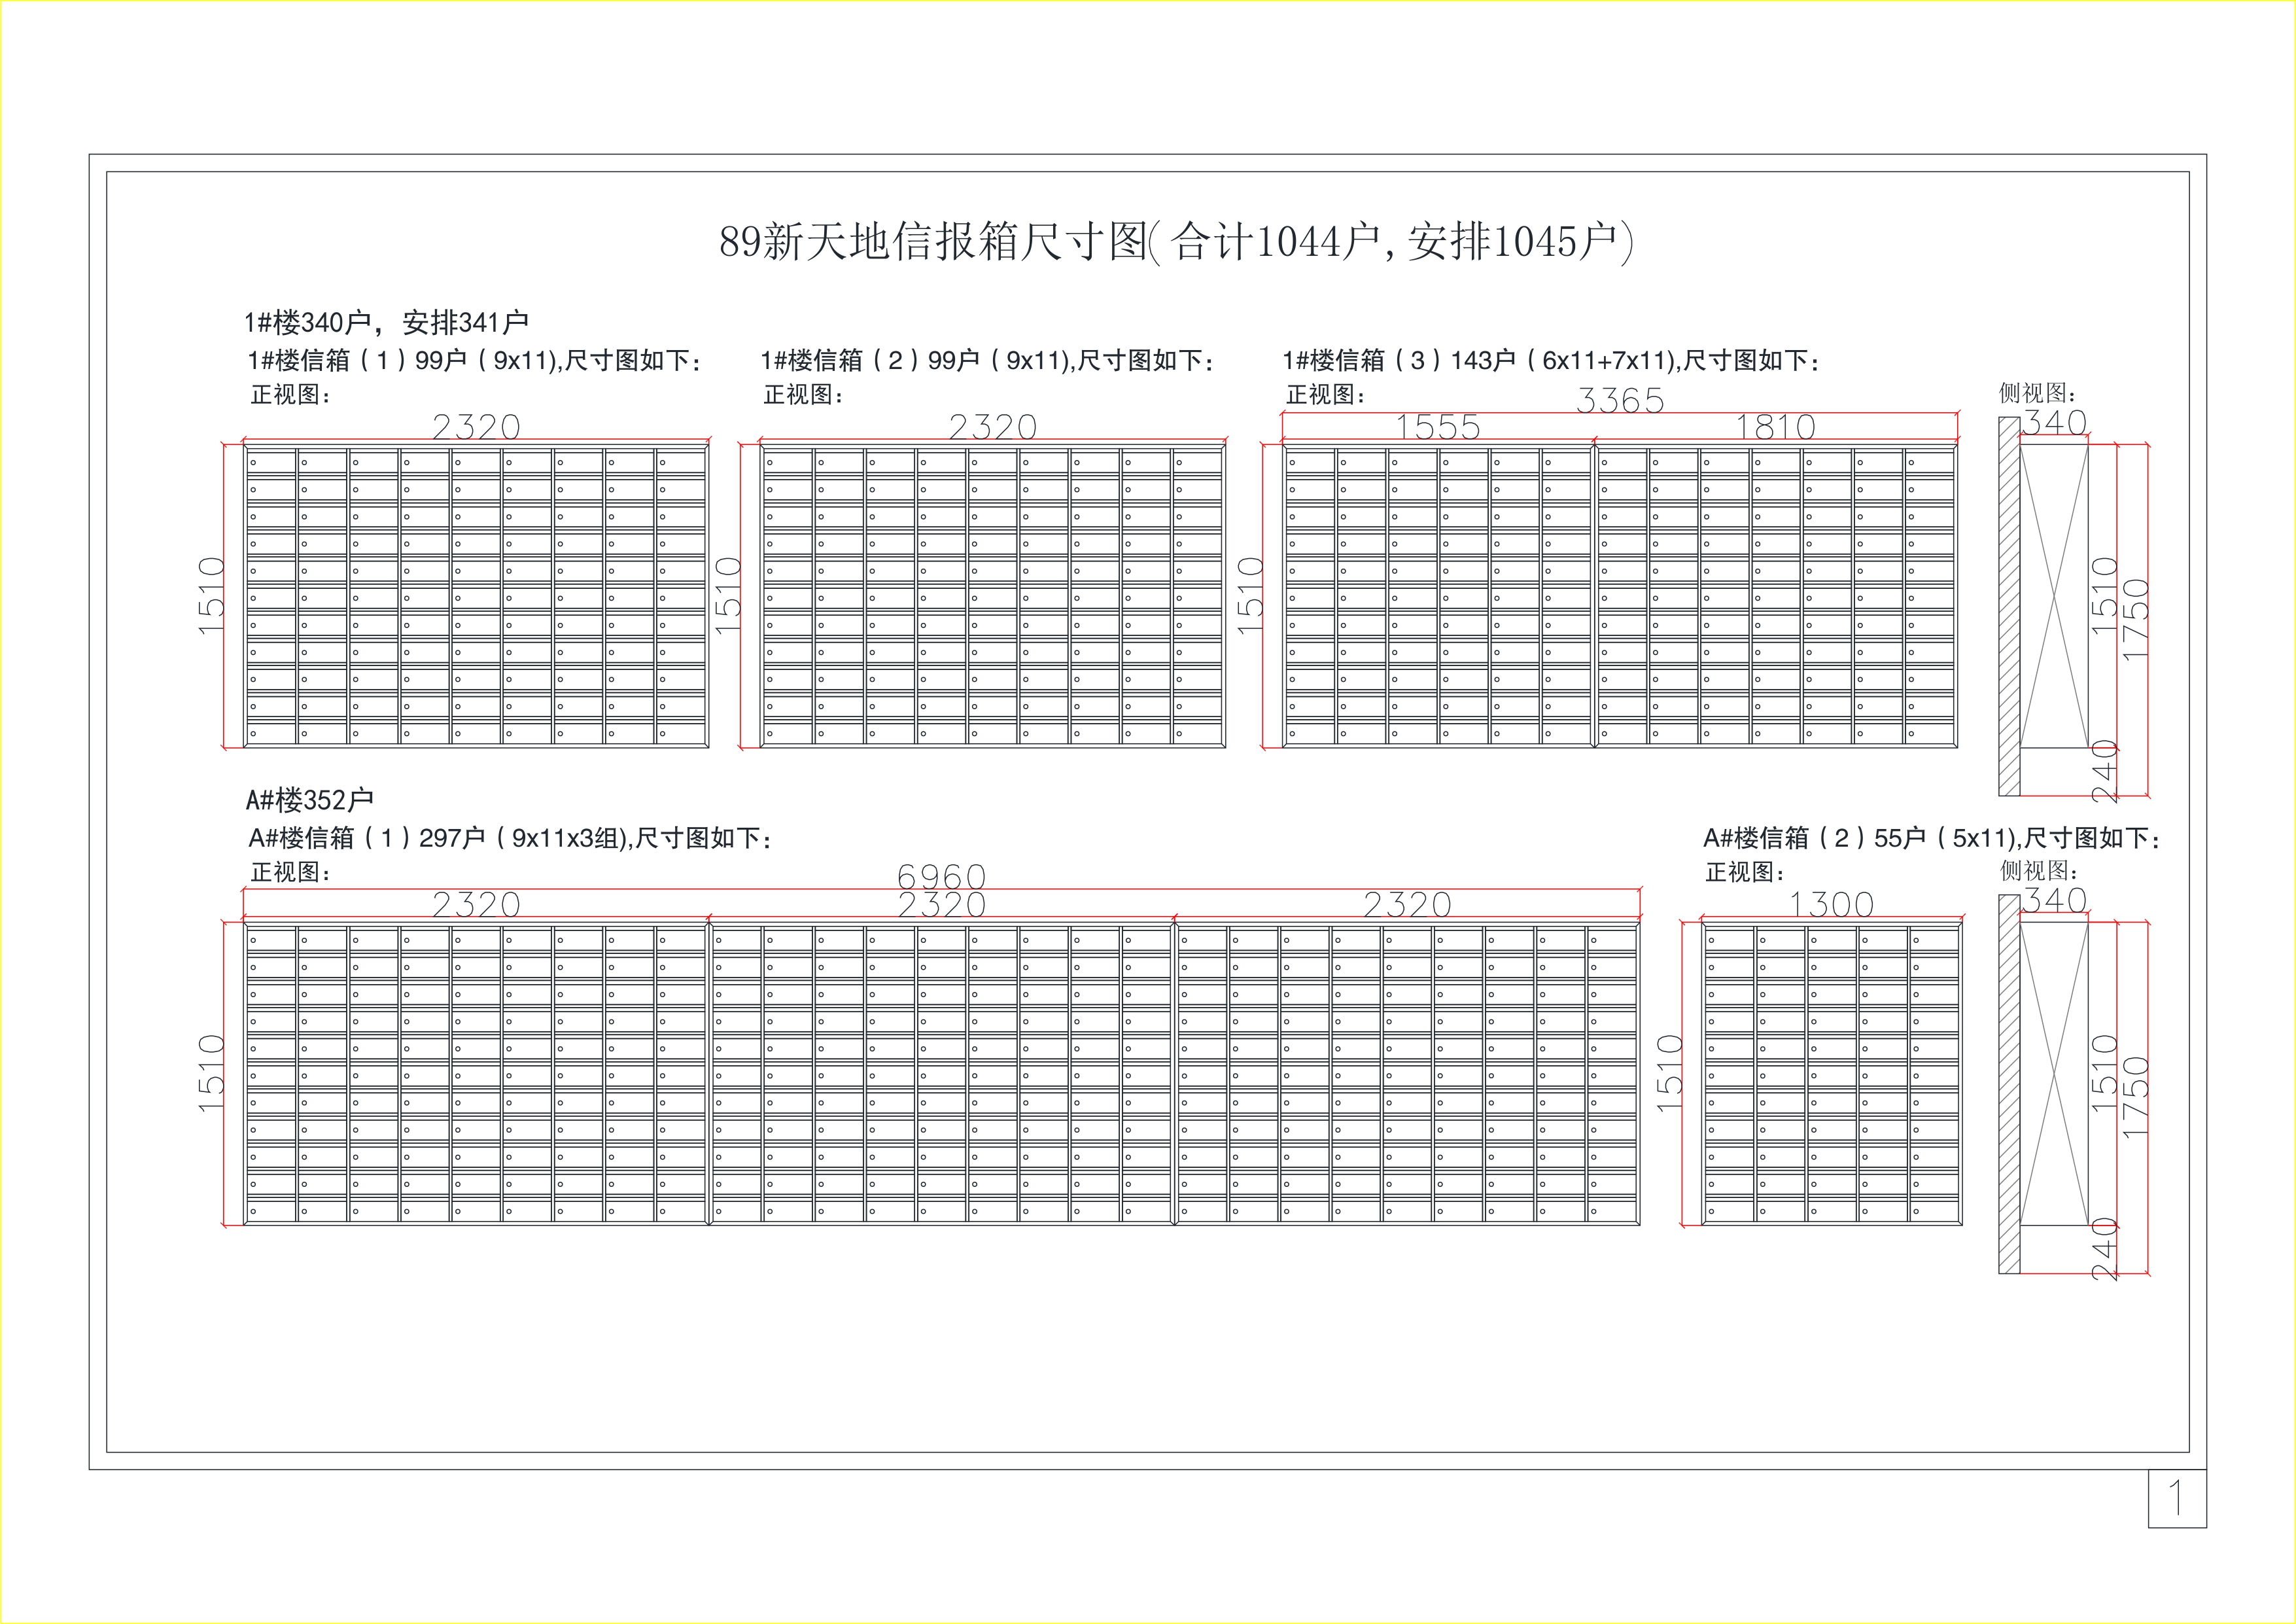 89新天地信报箱尺寸图(合计1044户,安排1045户)
1#楼340户，安排341户
1#楼信箱（1）99户（9x11),尺寸图如下：
正视图：
2320
1510
1#楼信箱（2）99户（9x11),尺寸图如下：
正视图：
2320
1510
1#楼信箱（3）143户（6x11+7x11),尺寸图如下：
正视图：
3365
1555
1810
1510
侧视图：
340
1510
1750
240
A#楼352户
A#楼信箱（1）297户（9x11x3组),尺寸图如下：
正视图：
6960
2320
2320
2320
1510
A#楼信箱（2）55户（5x11),尺寸图如下：
正视图：
1300
1510
侧视图：
340
1510
1750
240
1